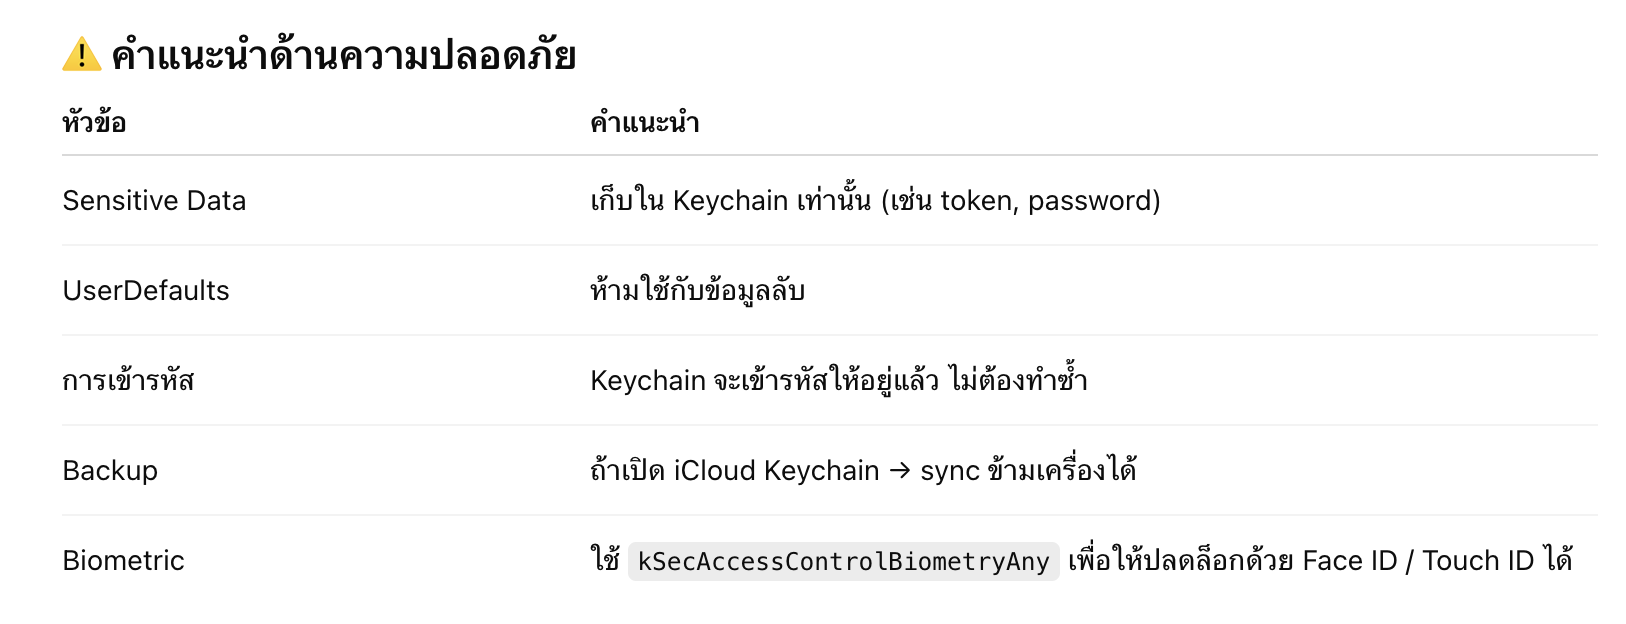 ⚠️ คำแนะนำด้านความปลอดภัย
หัวข้อ คำแนะนำ
Sensitive Data เก็บใน Keychain เท่านั้น (เช่น token, password)
UserDefaults ห้ามใช้กับข้อมูลลับ
การเข้ารหัส Keychain จะเข้ารหัสให้อยู่แล้ว ไม่ต้องทำซ้ำ
Backup ถ้าเปิด iCloud Keychain → sync ข้ามเครื่องได้
Biometric ใช้ kSecAccessControlBiometryAny เพื่อให้ปลดล็อกด้วย Face ID / Touch ID ได้